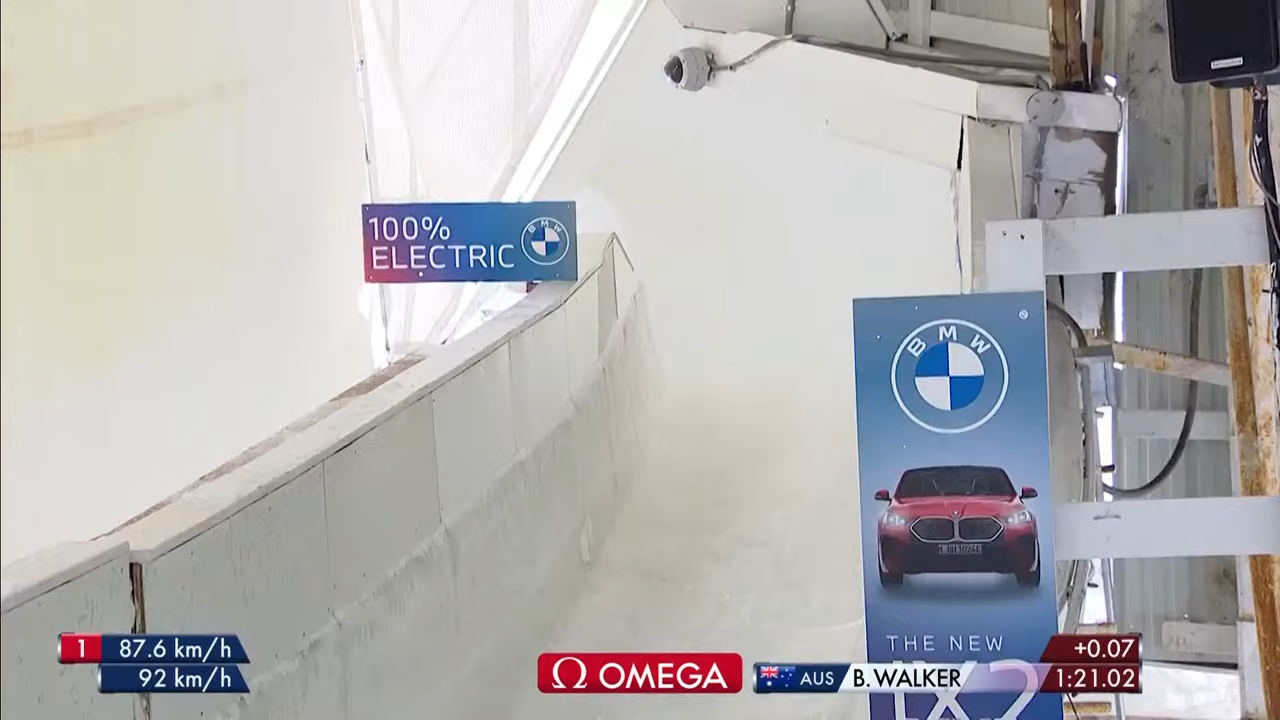 100%
ELECTRIC
BMW
BMW
THE NEW
iX2
1 87.6 km/h
92 km/h
Ω OMEGA
AUS B. WALKER
+0.07
1:21.02